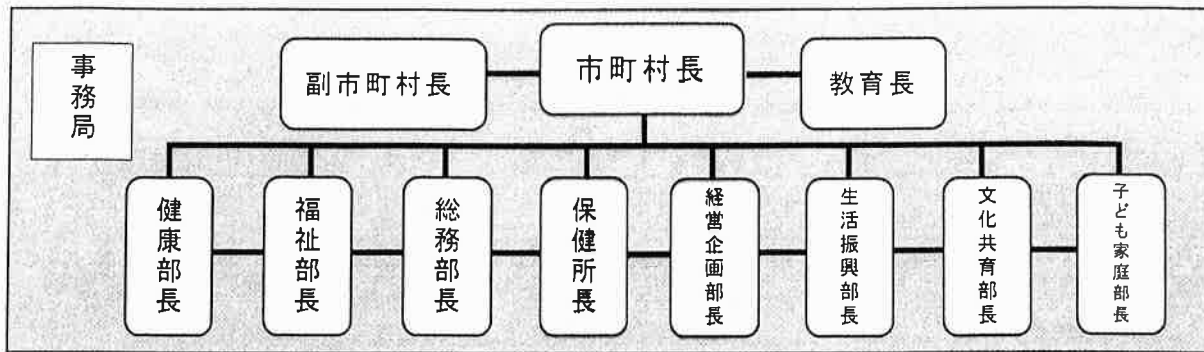 事務局
副市町村長
市町村長
教育長
健康部長
福祉部長
総務部長
保健所長
経営企画部長
生活振興部長
文化共育部長
子ども家庭部長